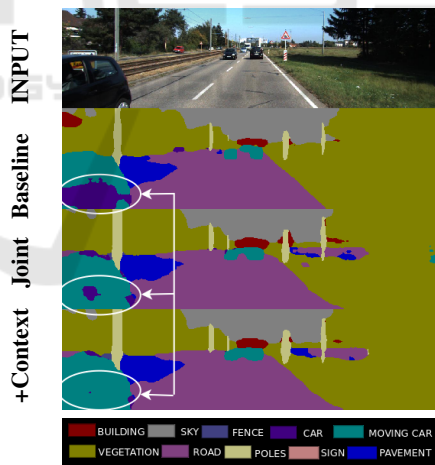 INPUT
Baseline
Joint
+Context
BUILDING SKY FENCE CAR MOVING CAR
VEGETATION ROAD POLES SIGN PAVEMENT